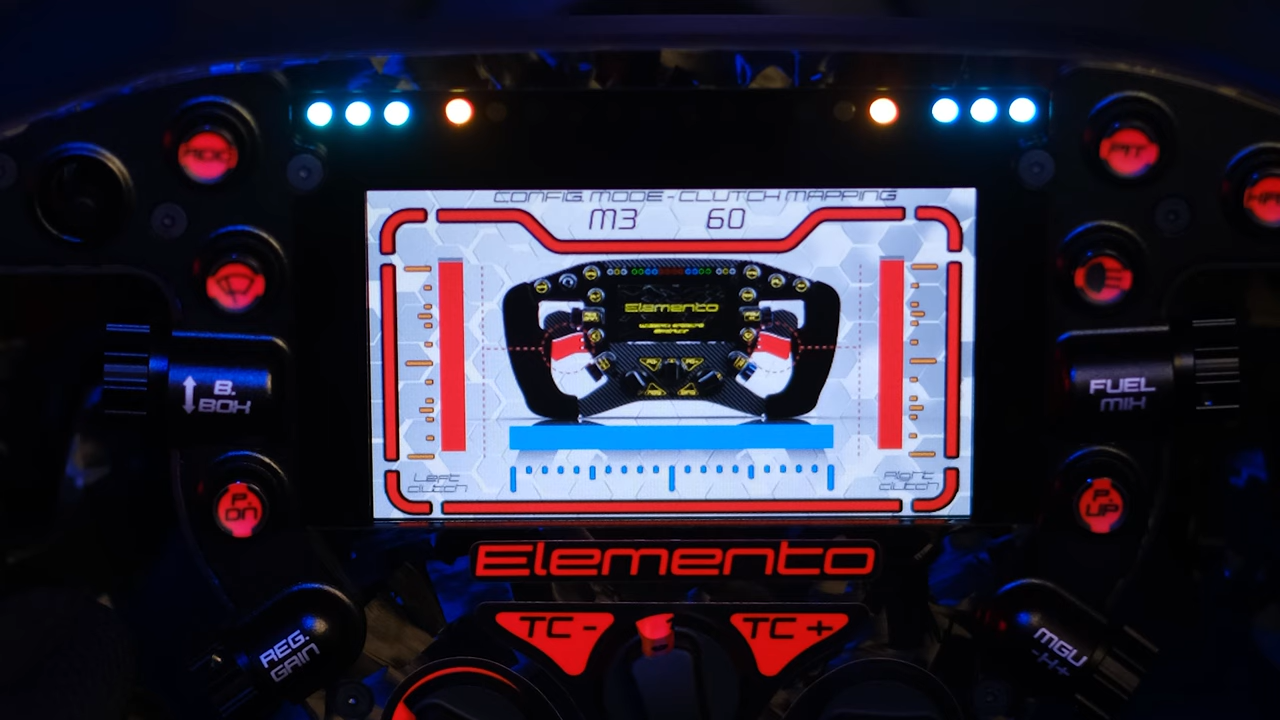 CONFIG. MODE - CLUTCH MAPPING
M3 60
PIT
Elemento
B.
BOX
FUEL
MIX
Left
clutch
Right
clutch
P.
DN
P.
UP
Elemento
TC -
TC +
REG.
GAIN
MGU
-H+